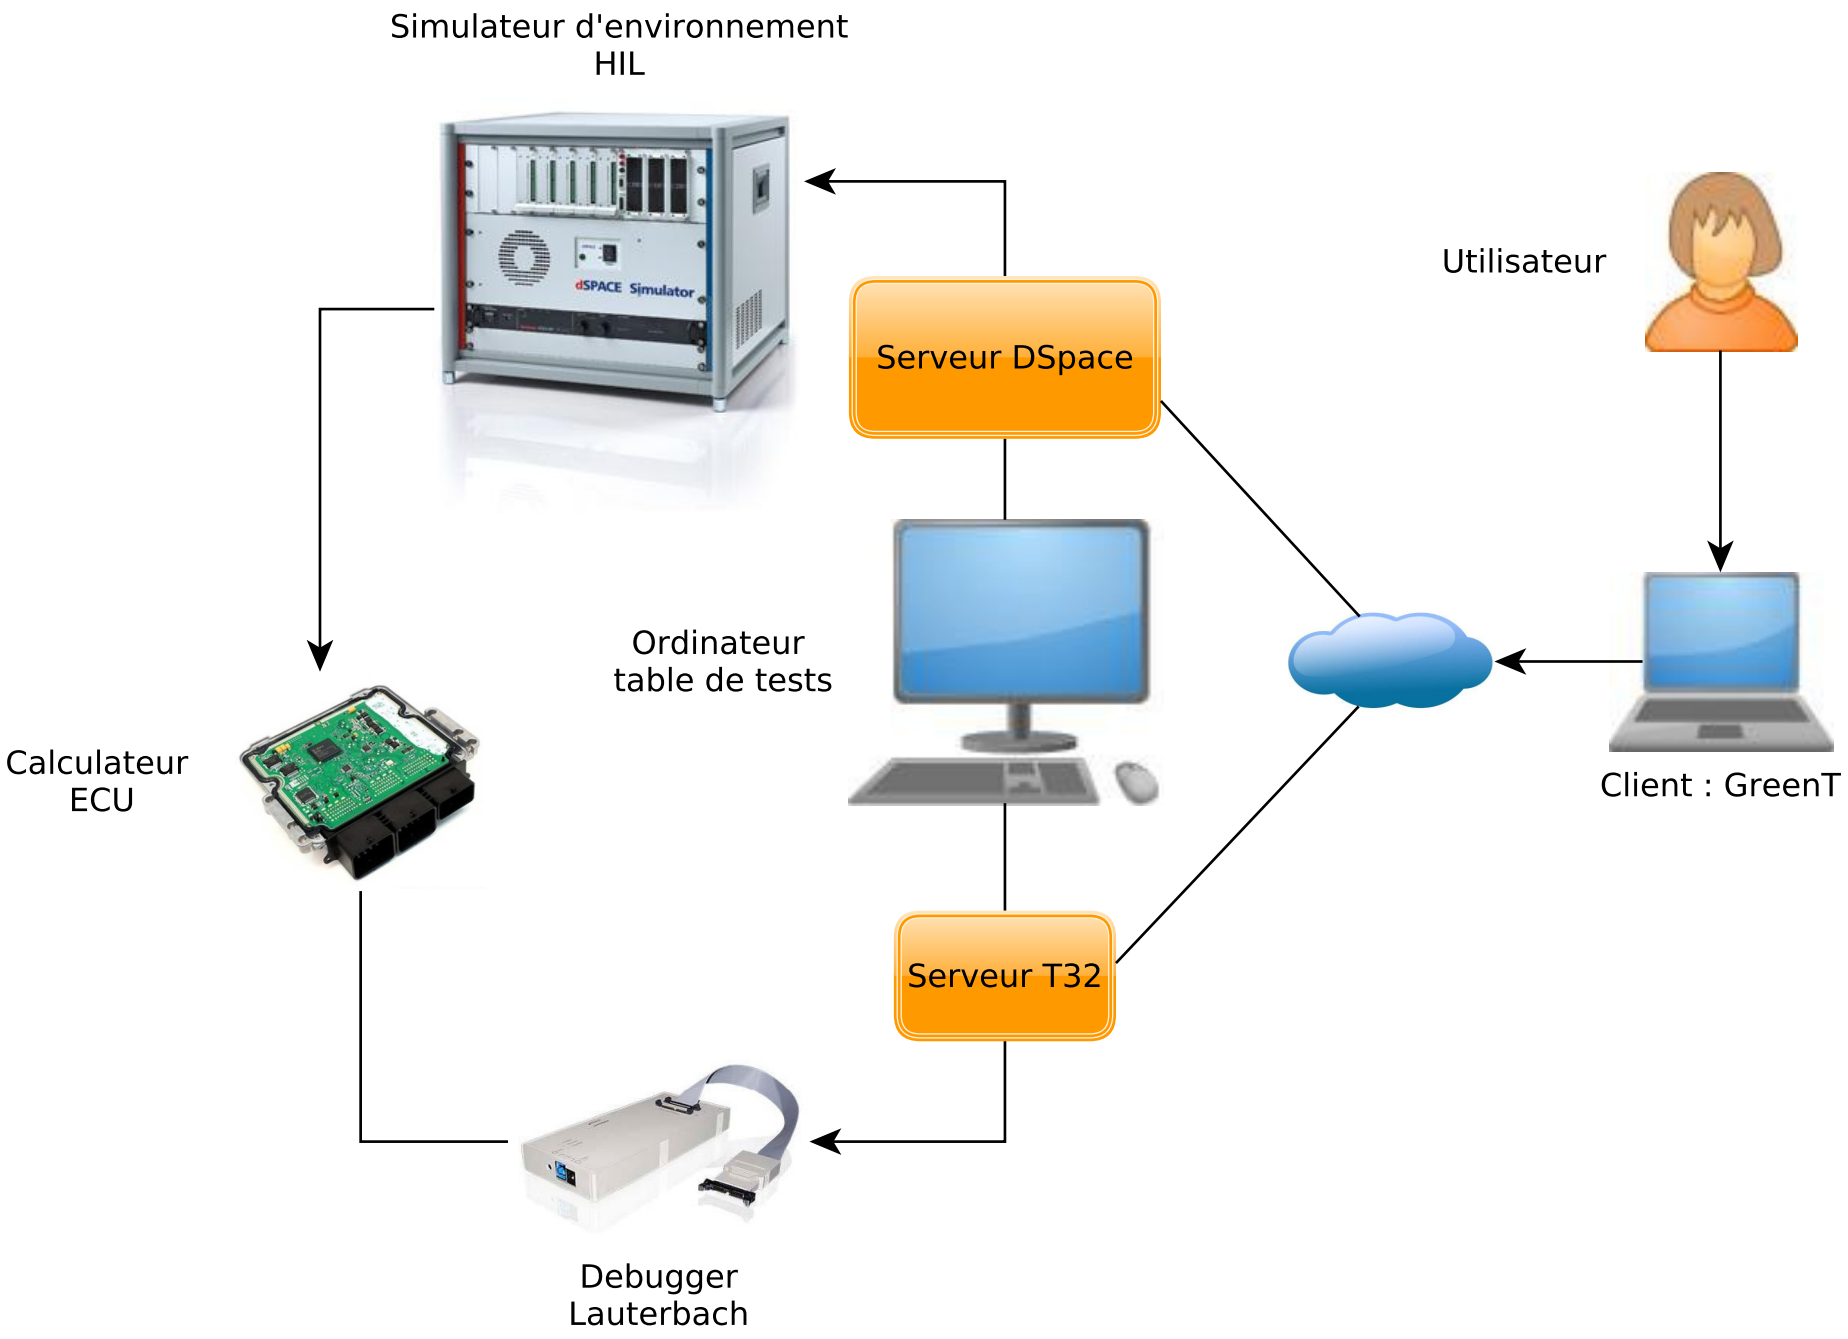 Simulateur d'environnement
HIL
dSPACE Simulator
Utilisateur
Serveur DSpace
Ordinateur
table de tests
Calculateur
ECU
Client : GreenT
Serveur T32
Debugger
Lauterbach